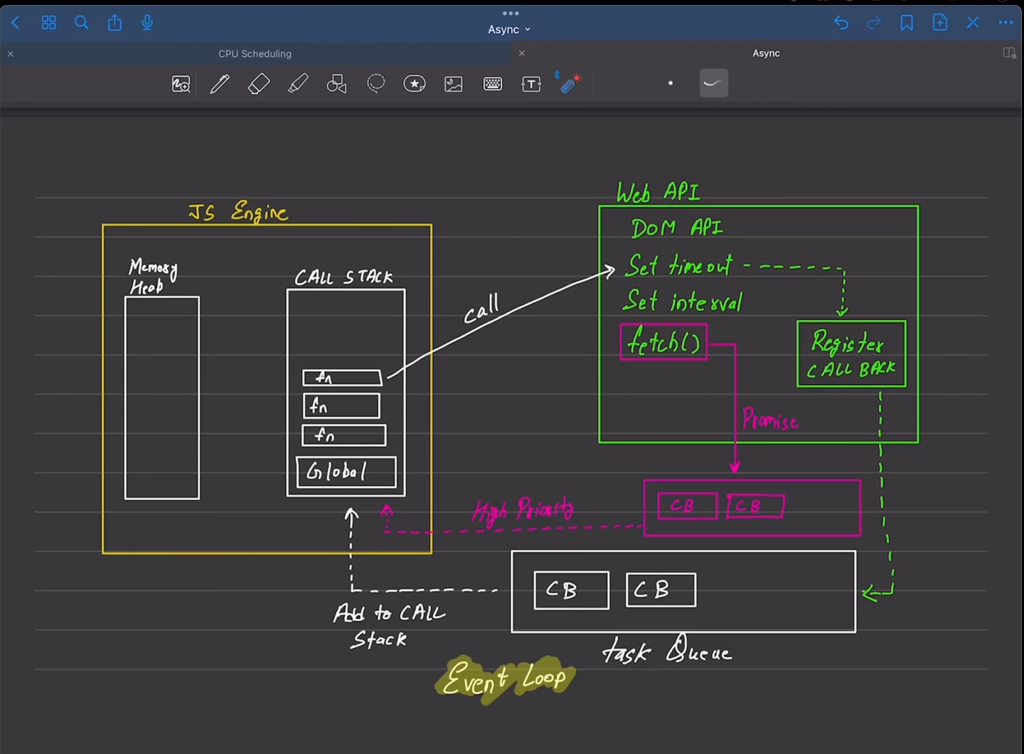 Async
CPU Scheduling
Async
JS Engine
Memory
Heap
CALL STACK
fn
fn
fn
Global
call
Web API
DOM API
Set timeout
Set interval
fetch()
Register
CALL BACK
Promise
CB
CB
High Priority
CB
CB
Add to CALL
Stack
task Queue
Event Loop